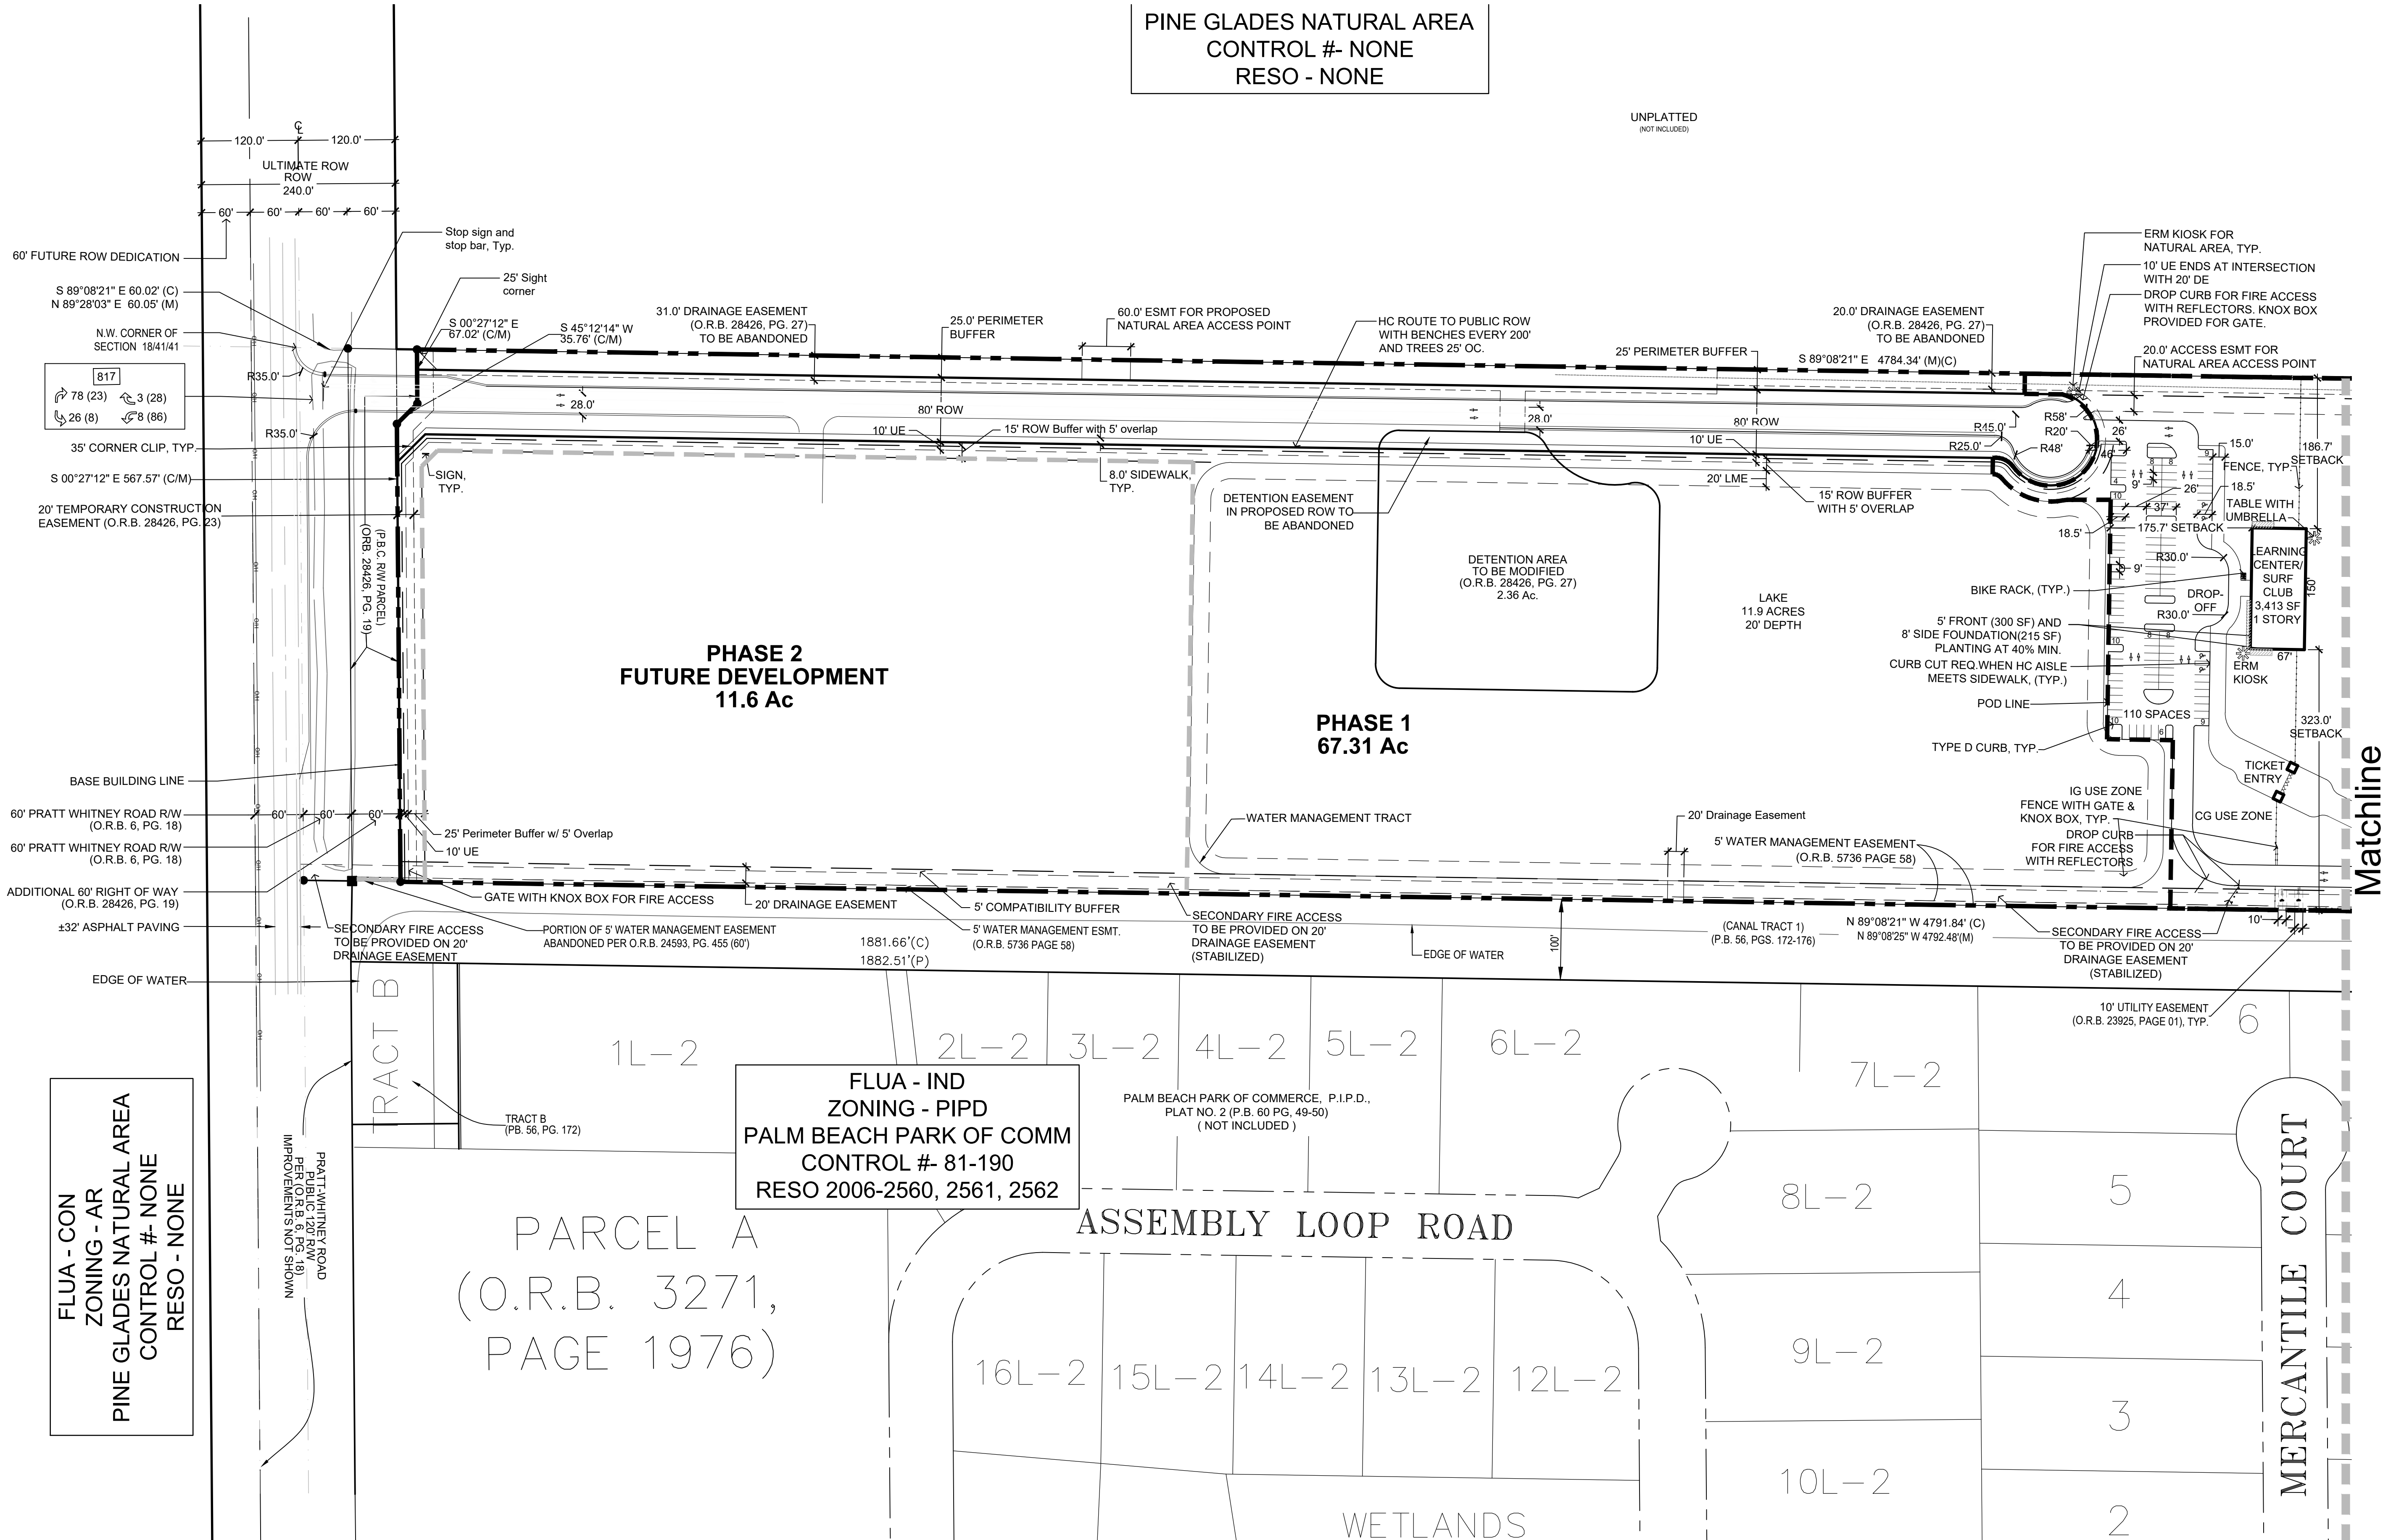 PINE GLADES NATURAL AREA
CONTROL #- NONE
RESO - NONE
UNPLATTED
(NOT INCLUDED)
120.0'
120.0'
ULTIMATE ROW
ROW
240.0'
60'
60'
60'
60'
60' FUTURE ROW DEDICATION
S 89°08'21" E 60.02' (C)
N 89°28'03" E 60.05' (M)
N.W. CORNER OF
SECTION 18/41/41
817
78 (23)
3 (28)
26 (8)
8 (86)
35' CORNER CLIP, TYP.
S 00°27'12" E 567.57' (C/M)
20' TEMPORARY CONSTRUCTION
EASEMENT (O.R.B. 28426, PG. 23)
Stop sign and
stop bar, Typ.
25' Sight
corner
S 00°27'12" E
67.02' (C/M)
S 45°12'14" W
35.76' (C/M)
R35.0'
R35.0'
28.0'
31.0' DRAINAGE EASEMENT
(O.R.B. 28426, PG. 27)
TO BE ABANDONED
25.0' PERIMETER
BUFFER
60.0' ESMT FOR PROPOSED
NATURAL AREA ACCESS POINT
HC ROUTE TO PUBLIC ROW
WITH BENCHES EVERY 200'
AND TREES 25' OC.
25' PERIMETER BUFFER
20.0' DRAINAGE EASEMENT
(O.R.B. 28426, PG. 27)
TO BE ABANDONED
S 89°08'21" E 4784.34' (M)(C)
ERM KIOSK FOR
NATURAL AREA, TYP.
10' UE ENDS AT INTERSECTION
WITH 20' DE
DROP CURB FOR FIRE ACCESS
WITH REFLECTORS. KNOX BOX
PROVIDED FOR GATE.
20.0' ACCESS ESMT FOR
NATURAL AREA ACCESS POINT
80' ROW
10' UE
15' ROW Buffer with 5' overlap
8.0' SIDEWALK,
TYP.
SIGN,
TYP.
28.0'
80' ROW
10' UE
20' LME
15' ROW BUFFER
WITH 5' OVERLAP
R45.0'
R25.0'
R58'
R20'
R48'
26'
46'
15.0'
186.7'
SETBACK
FENCE, TYP.
18.5'
TABLE WITH
UMBRELLA
9'
26'
37'
175.7' SETBACK
18.5'
R30.0'
9'
DROP-
OFF
R30.0'
LEARNING
CENTER/
SURF
CLUB
3,413 SF
1 STORY
150'
67'
ERM
KIOSK
BIKE RACK, (TYP.)
5' FRONT (300 SF) AND
8' SIDE FOUNDATION(215 SF)
PLANTING AT 40% MIN.
CURB CUT REQ.WHEN HC AISLE
MEETS SIDEWALK, (TYP.)
POD LINE
110 SPACES
TYPE D CURB, TYP.
323.0'
SETBACK
TICKET
ENTRY
Matchline
DETENTION EASEMENT
IN PROPOSED ROW TO
BE ABANDONED
DETENTION AREA
TO BE MODIFIED
(O.R.B. 28426, PG. 27)
2.36 Ac.
LAKE
11.9 ACRES
20' DEPTH
(P.B.C. R/W PARCEL)
(ORB. 28426, PG. 19)
PHASE 2
FUTURE DEVELOPMENT
11.6 Ac
PHASE 1
67.31 Ac
BASE BUILDING LINE
60' PRATT WHITNEY ROAD R/W
(O.R.B. 6, PG. 18)
60' PRATT WHITNEY ROAD R/W
(O.R.B. 6, PG. 18)
ADDITIONAL 60' RIGHT OF WAY
(O.R.B. 28426, PG. 19)
±32' ASPHALT PAVING
EDGE OF WATER
60'
60'
60'
25' Perimeter Buffer w/ 5' Overlap
10' UE
GATE WITH KNOX BOX FOR FIRE ACCESS
SECONDARY FIRE ACCESS
TO BE PROVIDED ON 20'
DRAINAGE EASEMENT
PORTION OF 5' WATER MANAGEMENT EASEMENT
ABANDONED PER O.R.B. 24593, PG. 455 (60')
20' DRAINAGE EASEMENT
1881.66'(C)
1882.51'(P)
5' COMPATIBILITY BUFFER
5' WATER MANAGEMENT ESMT.
(O.R.B. 5736 PAGE 58)
WATER MANAGEMENT TRACT
SECONDARY FIRE ACCESS
TO BE PROVIDED ON 20'
DRAINAGE EASEMENT
(STABILIZED)
EDGE OF WATER
100'
20' Drainage Easement
5' WATER MANAGEMENT EASEMENT
(O.R.B. 5736 PAGE 58)
(CANAL TRACT 1)
(P.B. 56, PGS. 172-176)
N 89°08'21" W 4791.84' (C)
N 89°08'25" W 4792.48'(M)
IG USE ZONE
FENCE WITH GATE &
KNOX BOX, TYP.
DROP CURB
FOR FIRE ACCESS
WITH REFLECTORS
CG USE ZONE
10'
SECONDARY FIRE ACCESS
TO BE PROVIDED ON 20'
DRAINAGE EASEMENT
(STABILIZED)
10' UTILITY EASEMENT
(O.R.B. 23925, PAGE 01), TYP.
TRACT B
TRACT B
(PB. 56, PG. 172)
1L-2
2L-2
3L-2
4L-2
5L-2
6L-2
7L-2
6
PALM BEACH PARK OF COMMERCE, P.I.P.D.,
PLAT NO. 2 (P.B. 60 PG, 49-50)
( NOT INCLUDED )
FLUA - IND
ZONING - PIPD
PALM BEACH PARK OF COMM
CONTROL #- 81-190
RESO 2006-2560, 2561, 2562
FLUA - CON
ZONING - AR
PINE GLADES NATURAL AREA
CONTROL #- NONE
RESO - NONE
PRATT-WHITNEY ROAD
PUBLIC 120' R/W
PER (O.R.B. 6, PG. 18)
IMPROVEMENTS NOT SHOWN
PARCEL A
(O.R.B. 3271,
PAGE 1976)
ASSEMBLY LOOP ROAD
16L-2
15L-2
14L-2
13L-2
12L-2
8L-2
9L-2
10L-2
5
4
3
2
MERCANTILE COURT
WETLANDS